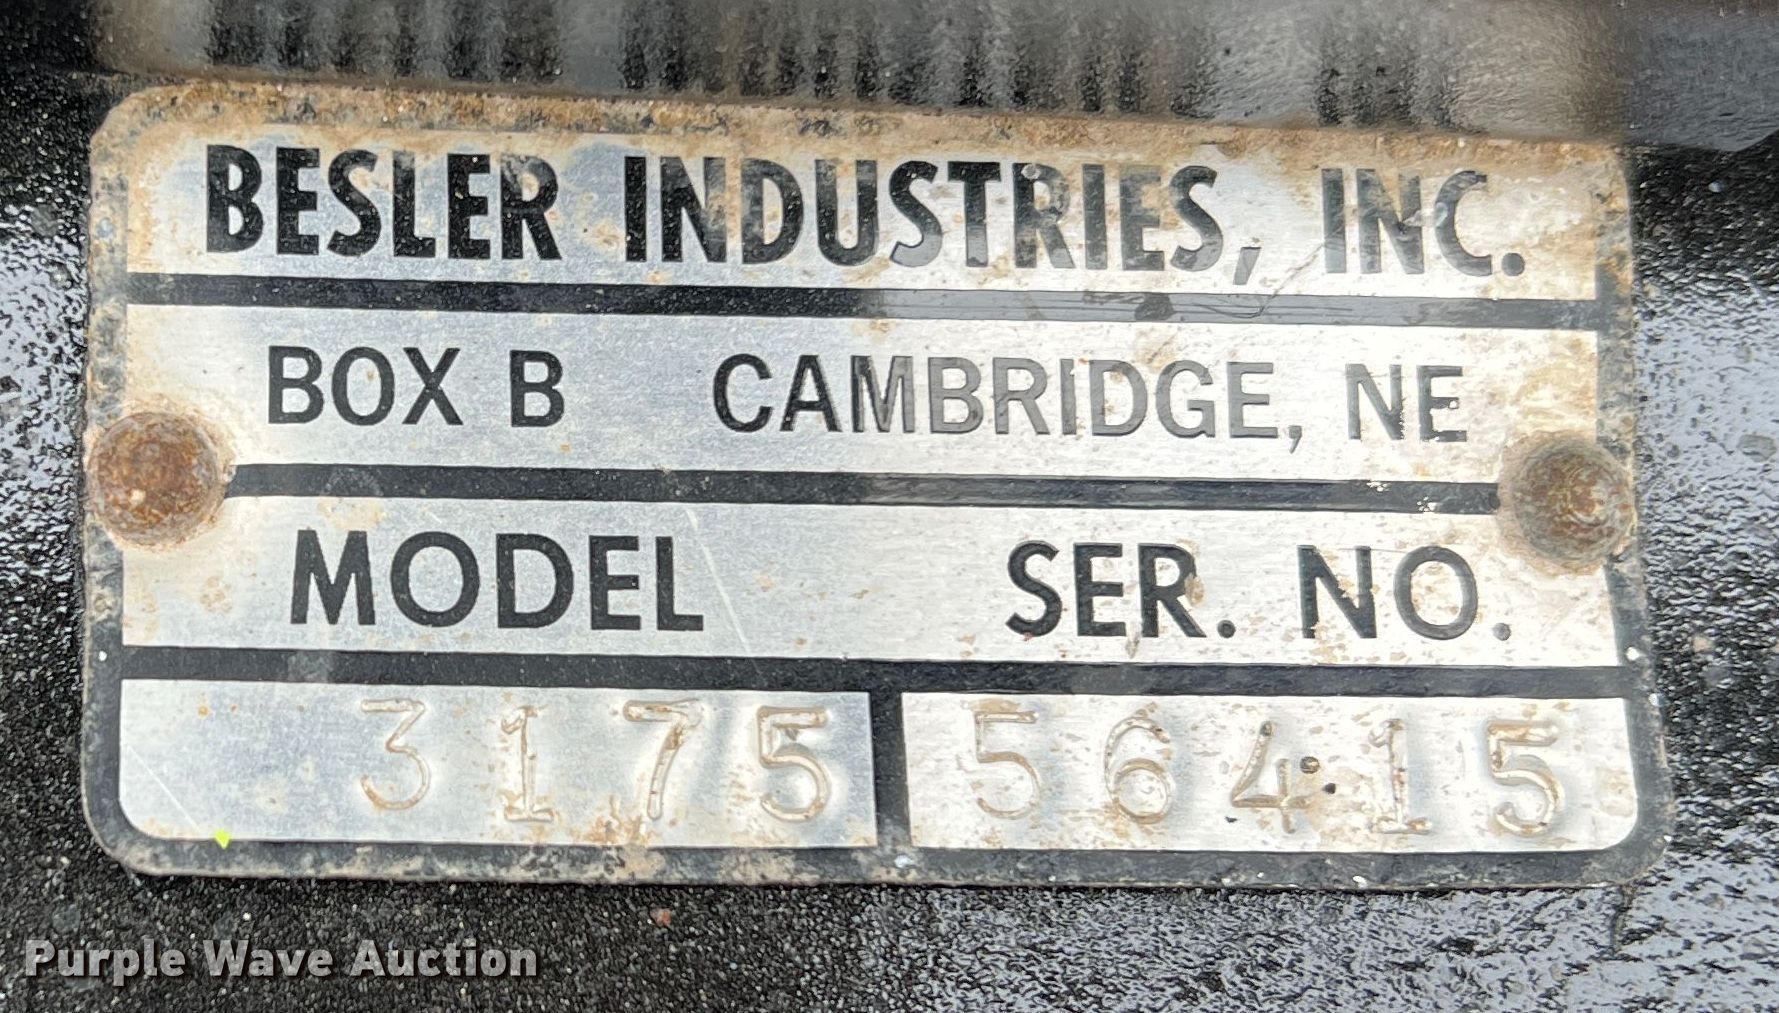 BESLER INDUSTRIES, INC.
BOX B CAMBRIDGE, NE
MODEL SER. NO.
3175 56415
Purple Wave Auction